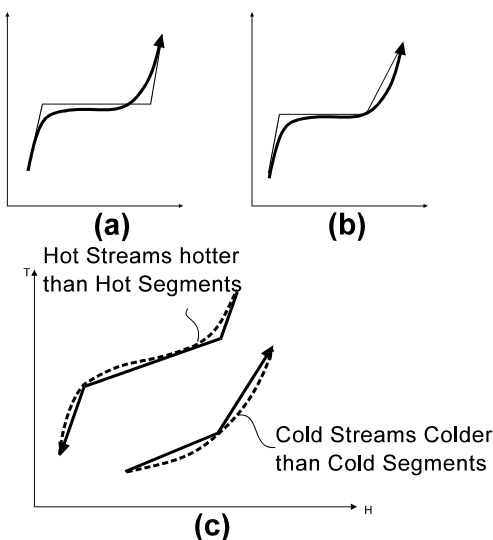 (a)
(b)
Hot Streams hotter
than Hot Segments
T
Cold Streams Colder
than Cold Segments
H
(c)